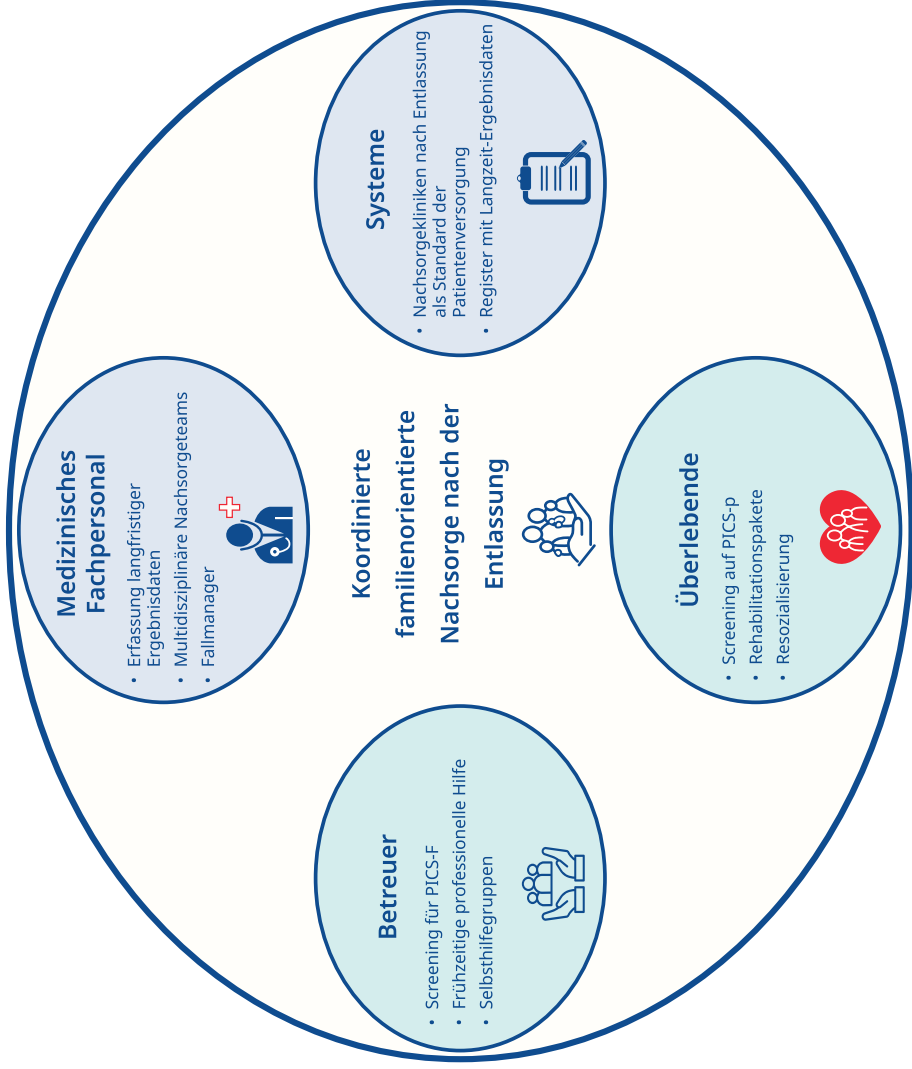 Medizinisches
Fachpersonal
• Erfassung langfristiger
Ergebnisdaten
• Multidisziplinäre Nachsorgeteams
• Fallmanager
Betreuer
• Screening für PICS-F
• Frühzeitige professionelle Hilfe
• Selbsthilfegruppen
Koordinierte
familienorientierte
Nachsorge nach der
Entlassung
Systeme
• Nachsorgekliniken nach Entlassung
als Standard der
Patientenversorgung
• Register mit Langzeit-Ergebnisdaten
Überlebende
• Screening auf PICS-p
• Rehabilitationspakete
• Resozialisierung